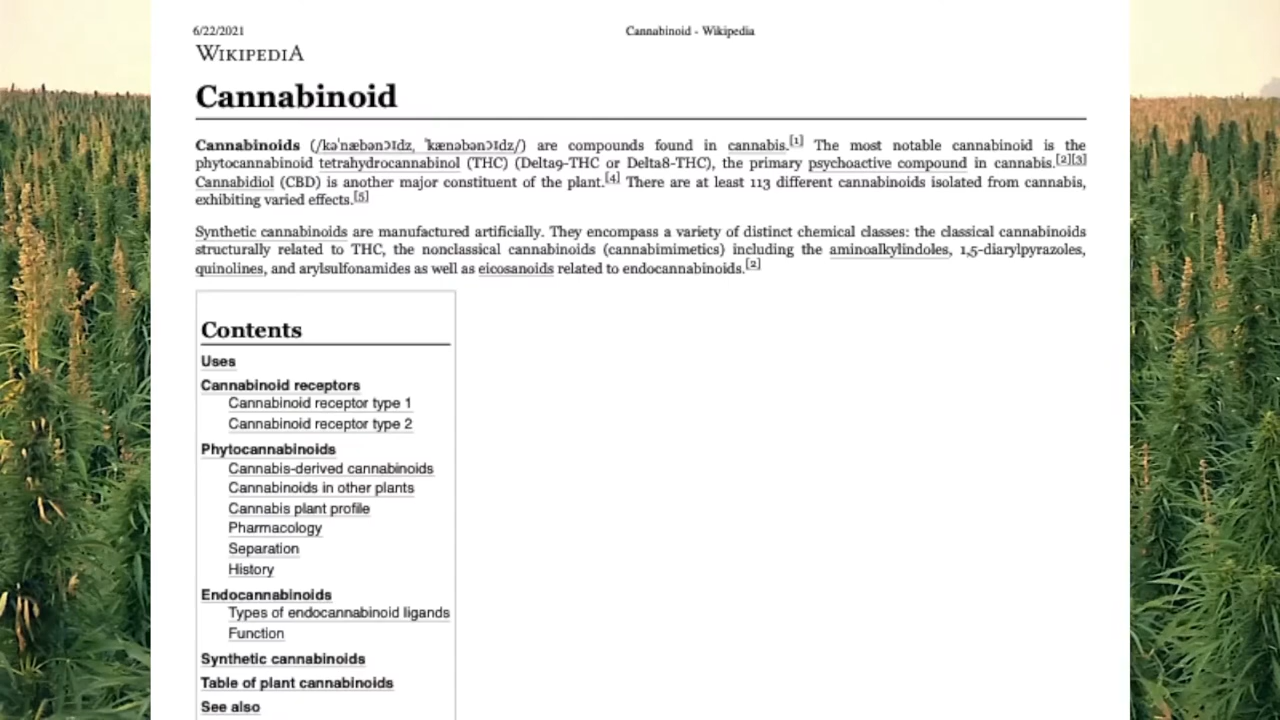 6/22/2021 Cannabinoid - Wikipedia
WIKIPEDIA
Cannabinoid
Cannabinoids (/kəˈnæbənɔɪdz, ˈkænəbənɔɪdz/) are compounds found in cannabis.[1] The most notable cannabinoid is the
phytocannabinoid tetrahydrocannabinol (THC) (Delta9-THC or Delta8-THC), the primary psychoactive compound in cannabis.[2][3]
Cannabidiol (CBD) is another major constituent of the plant.[4] There are at least 113 different cannabinoids isolated from cannabis,
exhibiting varied effects.[5]
Synthetic cannabinoids are manufactured artificially. They encompass a variety of distinct chemical classes: the classical cannabinoids
structurally related to THC, the nonclassical cannabinoids (cannabimimetics) including the aminoalkylindoles, 1,5-diarylpyrazoles,
quinolines, and arylsulfonamides as well as eicosanoids related to endocannabinoids.[2]
Contents
Uses
Cannabinoid receptors
Cannabinoid receptor type 1
Cannabinoid receptor type 2
Phytocannabinoids
Cannabis-derived cannabinoids
Cannabinoids in other plants
Cannabis plant profile
Pharmacology
Separation
History
Endocannabinoids
Types of endocannabinoid ligands
Function
Synthetic cannabinoids
Table of plant cannabinoids
See also